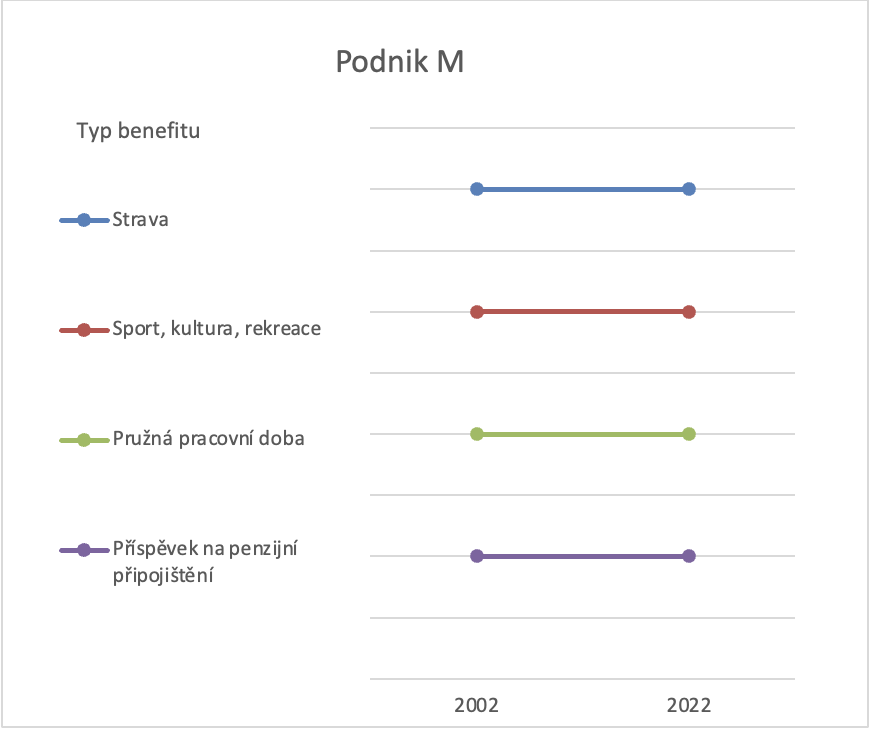 Podnik M
Typ benefitu
Strava
Sport, kultura, rekreace
Pružná pracovní doba
Příspěvek na penzijní
připojištění
2002
2022